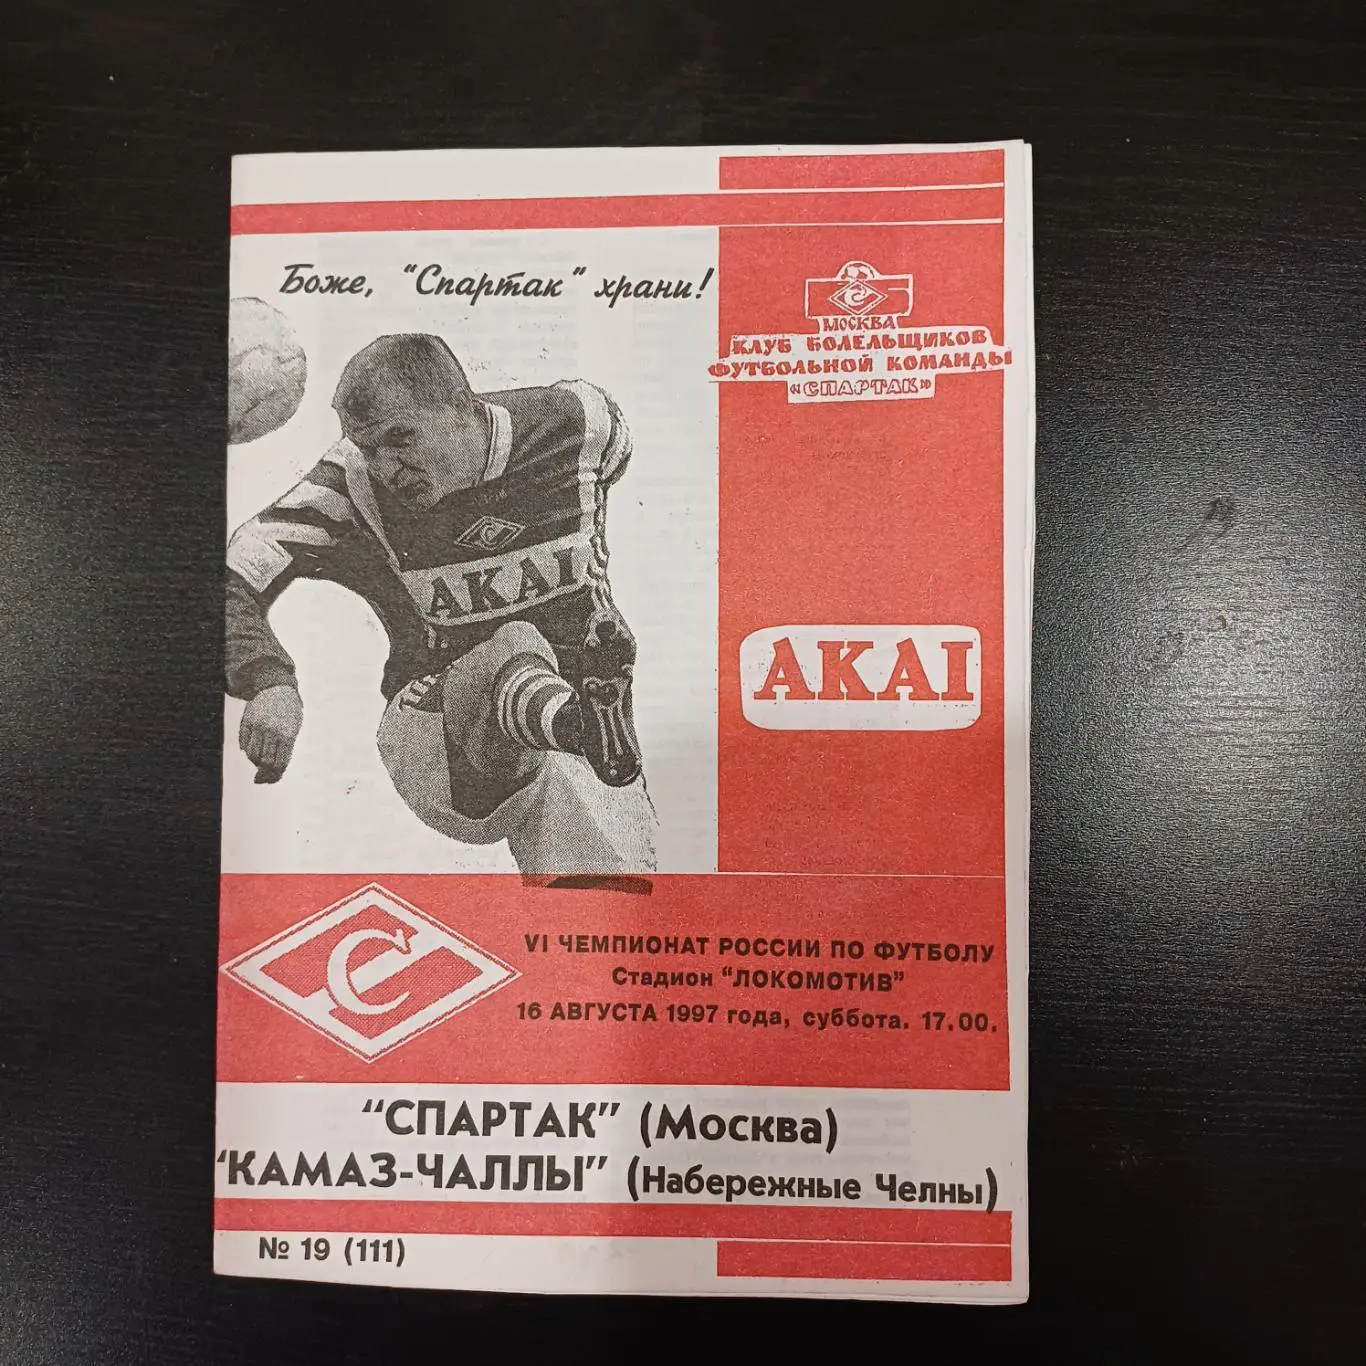 Боже, "Спартак" храни!
МОСКВА
КЛУБ БОЛЕЛЬЩИКОВ
ФУТБОЛЬНОЙ КОМАНДЫ
«СПАРТАК»
AKAI
AKAI
VI ЧЕМПИОНАТ РОССИИ ПО ФУТБОЛУ
Стадион "ЛОКОМОТИВ"
16 АВГУСТА 1997 года, суббота. 17.00.
"СПАРТАК" (Москва)
"КАМАЗ-ЧАЛЛЫ" (Набережные Челны)
№ 19 (111)